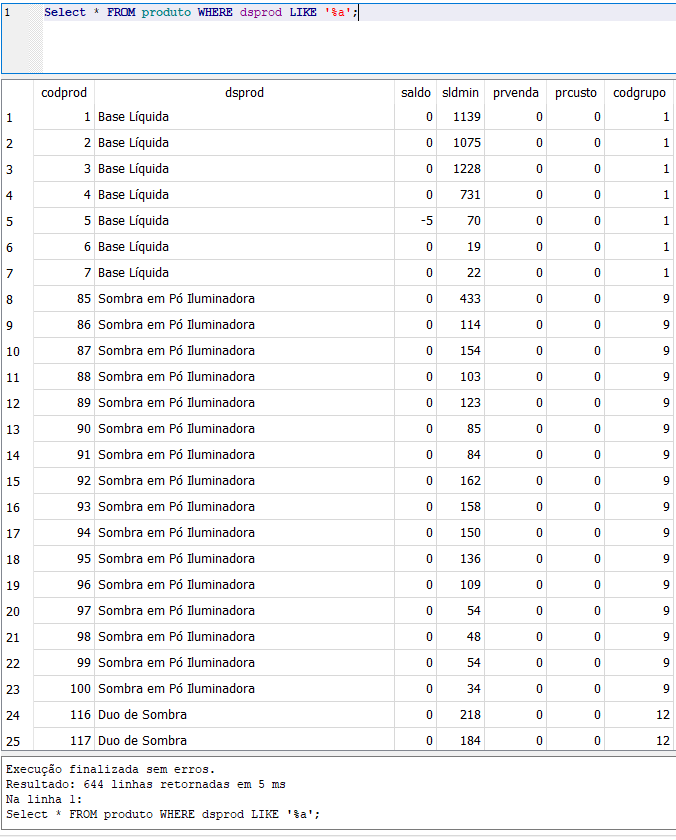 1 Select * FROM produto WHERE dsprod LIKE '%a';
codprod dsprod saldo sldmin prvenda prcusto codgrupo
1 1 Base Líquida 0 1139 0 0 1
2 2 Base Líquida 0 1075 0 0 1
3 3 Base Líquida 0 1228 0 0 1
4 4 Base Líquida 0 731 0 0 1
5 5 Base Líquida -5 70 0 0 1
6 6 Base Líquida 0 19 0 0 1
7 7 Base Líquida 0 22 0 0 1
8 85 Sombra em Pó Iluminadora 0 433 0 0 9
9 86 Sombra em Pó Iluminadora 0 114 0 0 9
10 87 Sombra em Pó Iluminadora 0 154 0 0 9
11 88 Sombra em Pó Iluminadora 0 103 0 0 9
12 89 Sombra em Pó Iluminadora 0 123 0 0 9
13 90 Sombra em Pó Iluminadora 0 85 0 0 9
14 91 Sombra em Pó Iluminadora 0 84 0 0 9
15 92 Sombra em Pó Iluminadora 0 162 0 0 9
16 93 Sombra em Pó Iluminadora 0 158 0 0 9
17 94 Sombra em Pó Iluminadora 0 150 0 0 9
18 95 Sombra em Pó Iluminadora 0 136 0 0 9
19 96 Sombra em Pó Iluminadora 0 109 0 0 9
20 97 Sombra em Pó Iluminadora 0 54 0 0 9
21 98 Sombra em Pó Iluminadora 0 48 0 0 9
22 99 Sombra em Pó Iluminadora 0 54 0 0 9
23 100 Sombra em Pó Iluminadora 0 34 0 0 9
24 116 Duo de Sombra 0 218 0 0 12
25 117 Duo de Sombra 0 184 0 0 12
Execução finalizada sem erros.
Resultado: 644 linhas retornadas em 5 ms
Na linha 1:
Select * FROM produto WHERE dsprod LIKE '%a';